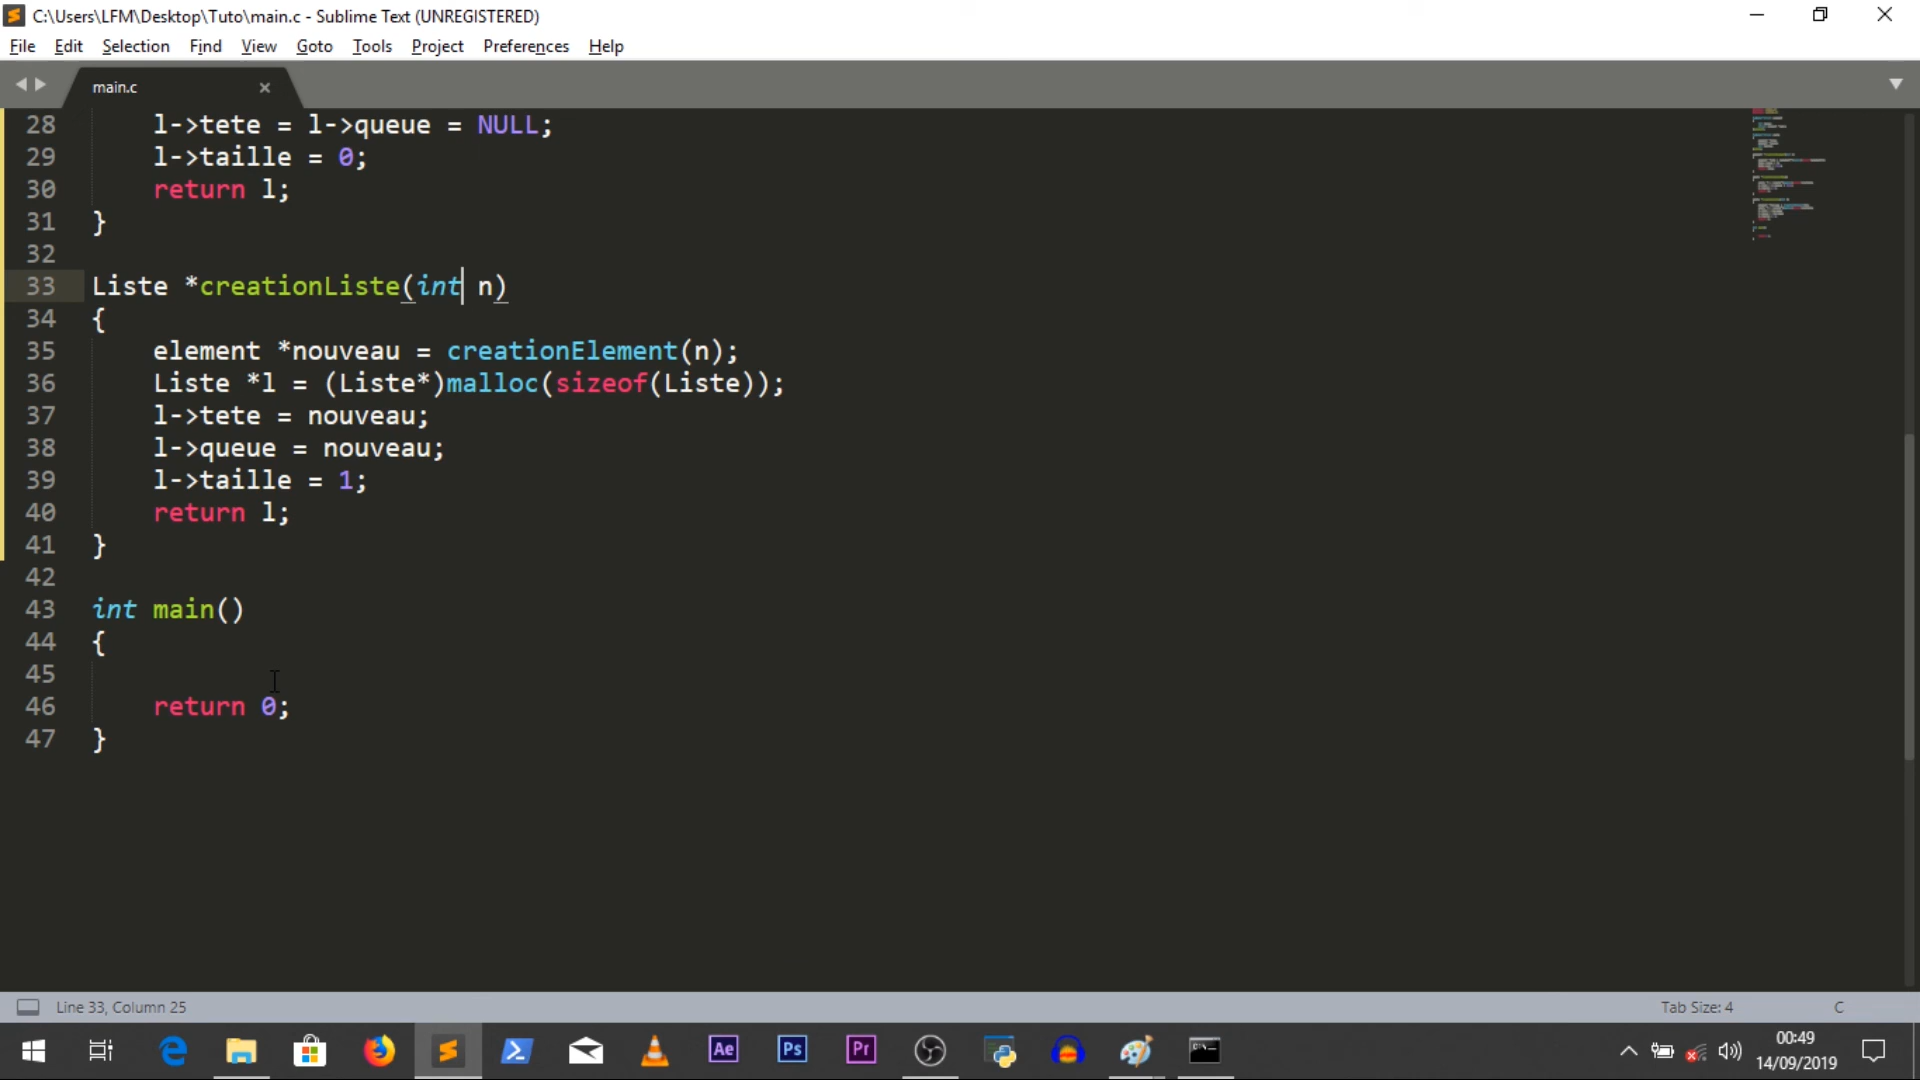 C:\Users\LFM\Desktop\Tuto\main.c - Sublime Text (UNREGISTERED)
File Edit Selection Find View Goto Tools Project Preferences Help
main.c
28 l->tete = l->queue = NULL;
29 l->taille = 0;
30 return l;
31 }
32
33 Liste *creationListe(int n)
34 {
35 element *nouveau = creationElement(n);
36 Liste *l = (Liste*)malloc(sizeof(Liste));
37 l->tete = nouveau;
38 l->queue = nouveau;
39 l->taille = 1;
40 return l;
41 }
42
43 int main()
44 {
45
46 return 0;
47 }
Line 33, Column 25 Tab Size: 4 C
Ae Ps Pr 00:49
14/09/2019